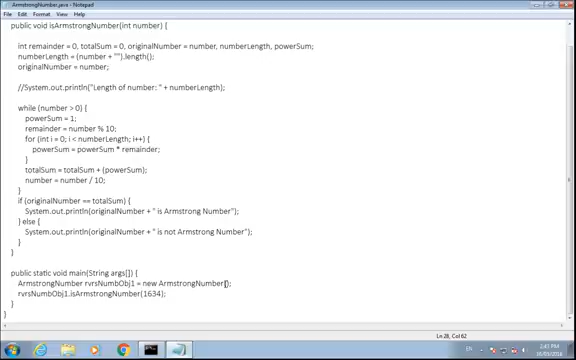 ArmstrongNumber.java - Notepad
File Edit Format View Help
public void isArmstrongNumber(int number) {
int remainder = 0, totalSum = 0, originalNumber = number, numberLength, powerSum;
numberLength = (number + "").length();
originalNumber = number;
//System.out.println("Length of number: " + numberLength);
while (number > 0) {
powerSum = 1;
remainder = number % 10;
for (int i = 0; i < numberLength; i++) {
powerSum = powerSum * remainder;
}
totalSum = totalSum + (powerSum);
number = number / 10;
}
if (originalNumber == totalSum) {
System.out.println(originalNumber + " is Armstrong Number");
} else {
System.out.println(originalNumber + " is not Armstrong Number");
}
}
public static void main(String args[]) {
ArmstrongNumber rvrsNumbObj1 = new ArmstrongNumber();
rvrsNumbObj1.isArmstrongNumber(1634);
}
}
Ln 28, Col 62
EN
2:41 PM